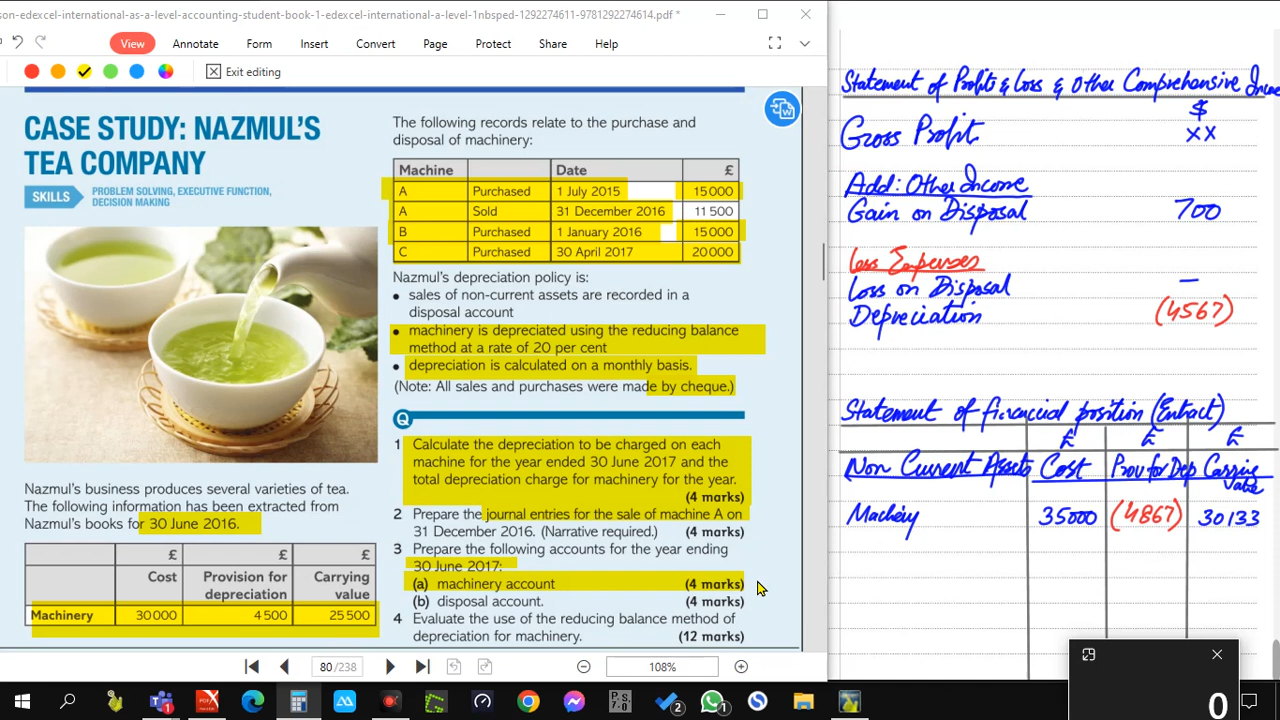 son-edexcel-international-as-a-level-accounting-student-book-1-edexcel-international-a-level-1nbsped-1292274611-9781292274614.pdf *
View Annotate Form Insert Convert Page Protect Share Help
Exit editing
CASE STUDY: NAZMUL'S
TEA COMPANY
SKILLS PROBLEM SOLVING, EXECUTIVE FUNCTION,
DECISION MAKING
Nazmul's business produces several varieties of tea.
The following information has been extracted from
Nazmul's books for 30 June 2016.
£ £ £
Cost Provision for depreciation Carrying value
Machinery 30 000 4 500 25 500
The following records relate to the purchase and
disposal of machinery:
Machine Date £
A Purchased 1 July 2015 15 000
A Sold 31 December 2016 11 500
B Purchased 1 January 2016 15 000
C Purchased 30 April 2017 20 000
Nazmul's depreciation policy is:
• sales of non-current assets are recorded in a
disposal account
• machinery is depreciated using the reducing balance
method at a rate of 20 per cent
• depreciation is calculated on a monthly basis.
(Note: All sales and purchases were made by cheque.)
Q
1 Calculate the depreciation to be charged on each
machine for the year ended 30 June 2017 and the
total depreciation charge for machinery for the year.
(4 marks)
2 Prepare the journal entries for the sale of machine A on
31 December 2016. (Narrative required.) (4 marks)
3 Prepare the following accounts for the year ending
30 June 2017:
(a) machinery account (4 marks)
(b) disposal account. (4 marks)
4 Evaluate the use of the reducing balance method of
depreciation for machinery. (12 marks)
80 /238
108%
Statement of Profits & Loss & Other Comprehensive Income
$
Gross Profit xx
Add: Other Income
Gain on Disposal 700
Less Expenses
Loss on Disposal —
Depreciation (4567)
Statement of financial position (Extract)
£ £ £
Non Current Assets Cost Prov for Dep Carrying Value
Machinery 35000 (4867) 30133
2
1
0